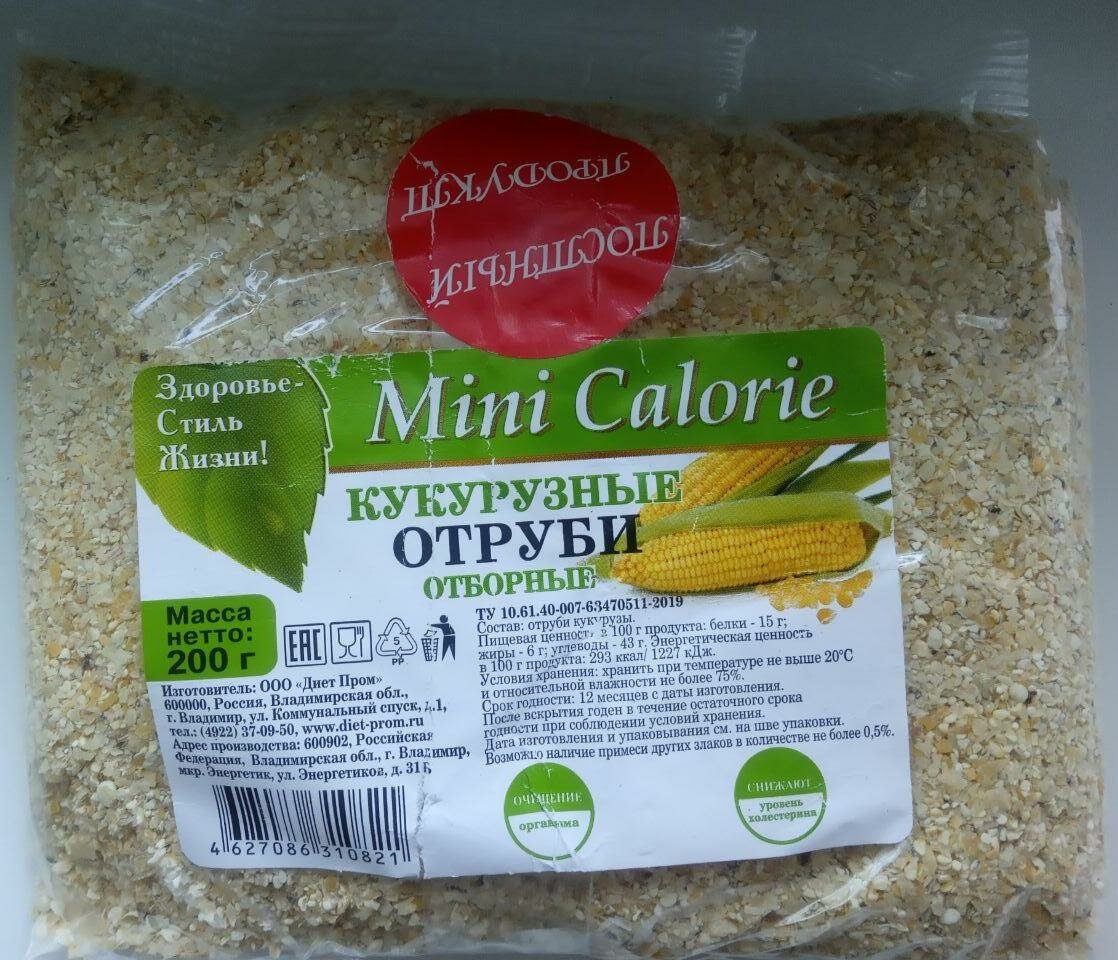 ПОСТНЫЙ
ПРОДУКТ
Здоровье-
Стиль
Жизни!
Mini Calorie
КУКУРУЗНЫЕ
ОТРУБИ
ОТБОРНЫЕ
Масса
нетто:
200 г
EAC
5
PP
Изготовитель: ООО «Диет Пром»
600000, Россия, Владимирская обл.,
г. Владимир, ул. Коммунальный спуск, д.1,
тел.: (4922) 37-09-50, www.diet-prom.ru
Адрес производства: 600902, Российская
Федерация, Владимирская обл., г. Владимир,
мкр. Энергетик, ул. Энергетиков, д. 31Б
4 627086 310821
ТУ 10.61.40-007-63470511-2019
Состав: отруби кукурузы.
Пищевая ценность в 100 г продукта: белки - 15 г;
жиры - 6 г; углеводы - 43 г. Энергетическая ценность
в 100 г продукта: 293 ккал/ 1227 кДж.
Условия хранения: хранить при температуре не выше 20°С
и относительной влажности не более 75%.
Срок годности: 12 месяцев с даты изготовления.
После вскрытия годен в течение остаточного срока
годности при соблюдении условий хранения.
Дата изготовления и упаковывания см. на шве упаковки.
Возможно наличие примеси других злаков в количестве не более 0,5%.
ОЧИЩЕНИЕ
организма
СНИЖАЮТ
уровень
холестерина